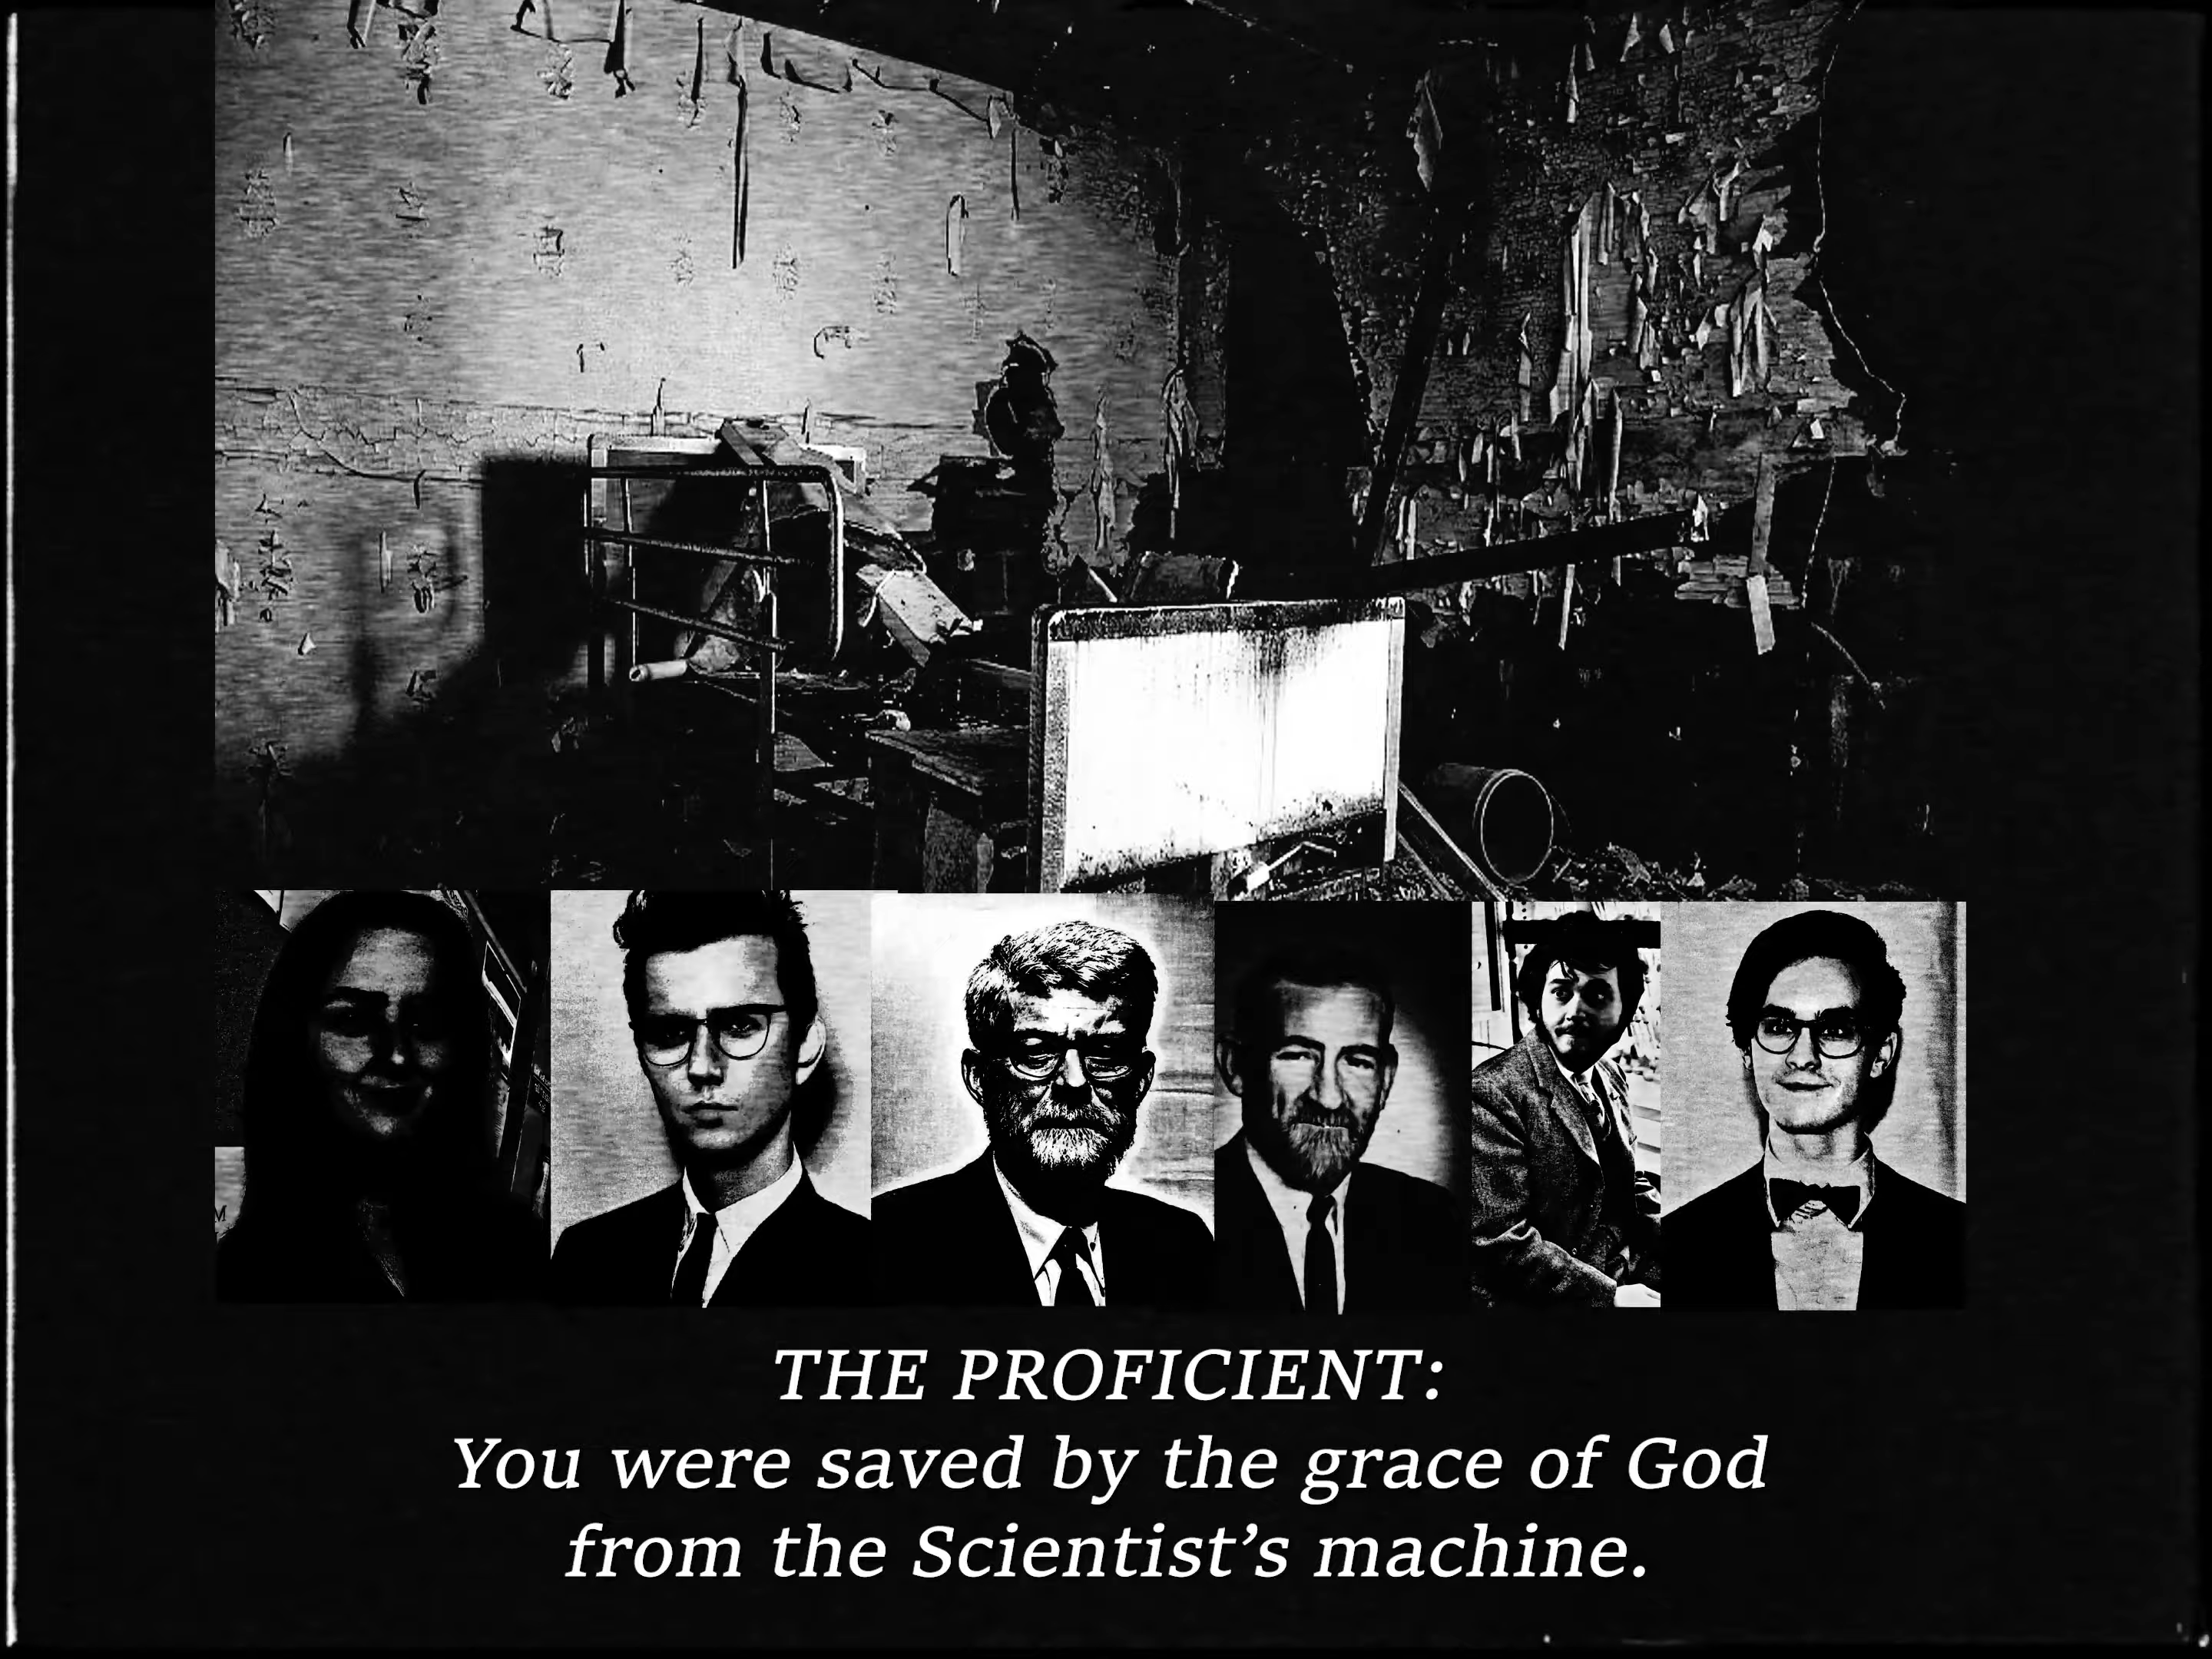 M
THE PROFICIENT:
You were saved by the grace of God
from the Scientist’s machine.